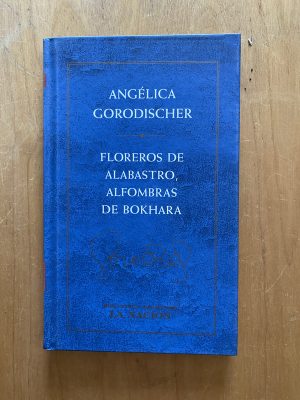 ANGÉLICA
GORODISCHER
FLOREROS DE
ALABASTRO,
ALFOMBRAS
DE BOKHARA
LA NACION